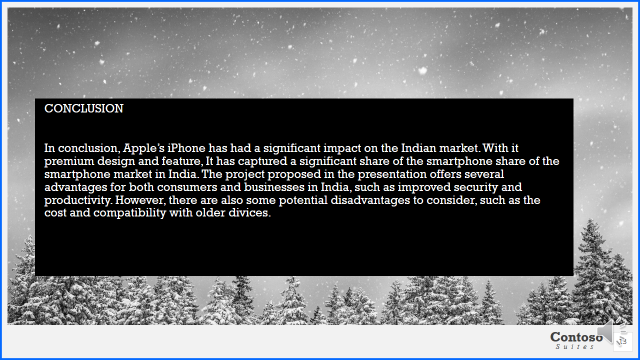 CONCLUSION
In conclusion, Apple's iPhone has had a significant impact on the Indian market. With it
premium design and feature, It has captured a significant share of the smartphone share of the
smartphone market in India. The project proposed in the presentation offers several
advantages for both consumers and businesses in India, such as improved security and
productivity. However, there are also some potential disadvantages to consider, such as the
cost and compatibility with older divices.
Contoso
Suites
13